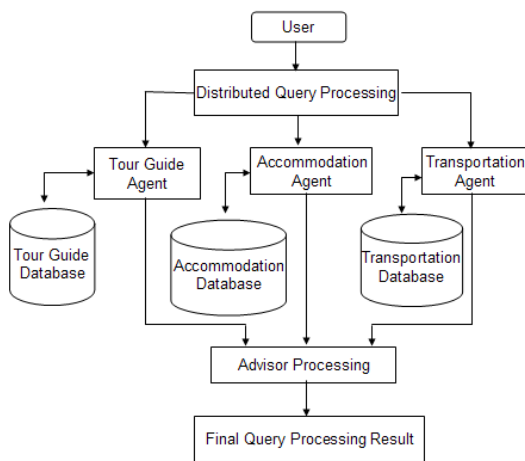 User
Distributed Query Processing
Tour Guide
Agent
Accommodation
Agent
Transportation
Agent
Tour Guide
Database
Accommodation
Database
Transportation
Database
Advisor Processing
Final Query Processing Result